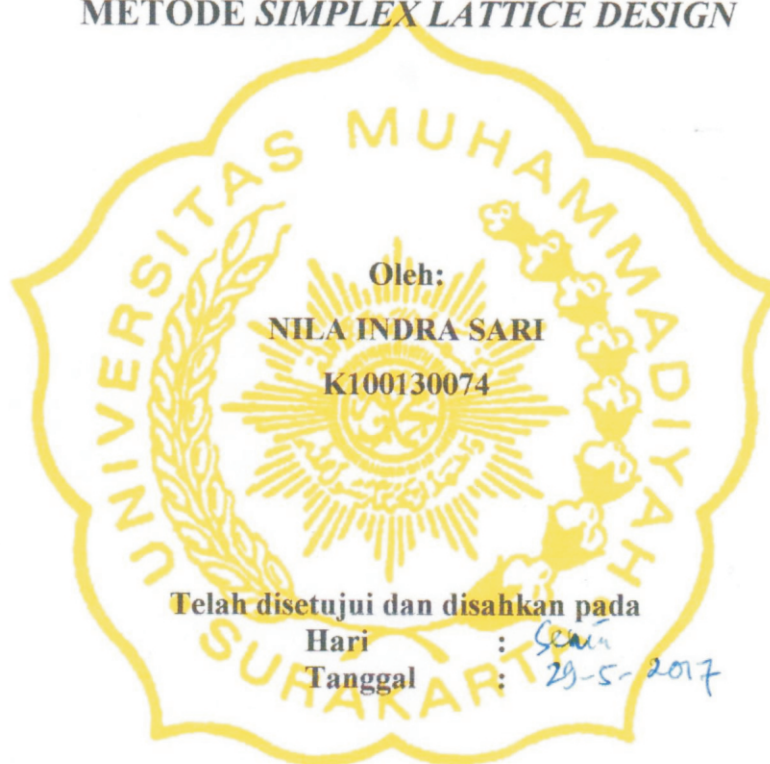 METODE SIMPLEX LATTICE DESIGN
UNIVERSITAS MUHAMMADIYAH
SURAKARTA
Oleh:
NILA INDRA SARI
K100130074
Telah disetujui dan disahkan pada
Hari : Senin
Tanggal : 29-5-2017